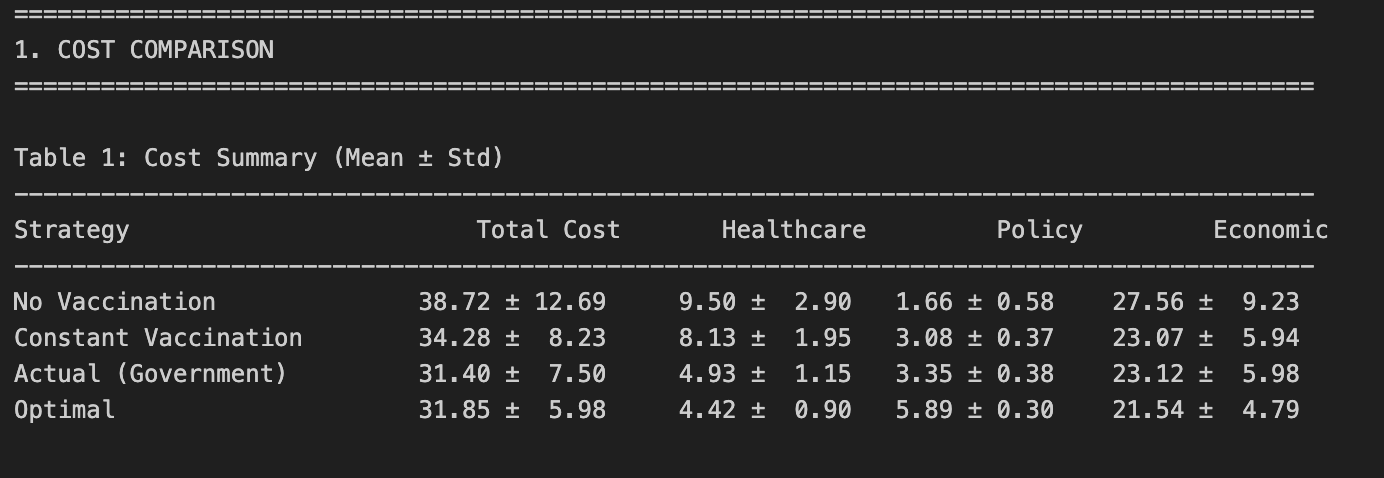 ==========================================================================================
1. COST COMPARISON
==========================================================================================
Table 1: Cost Summary (Mean ± Std)
------------------------------------------------------------------------------------------
Strategy                        Total Cost       Healthcare         Policy         Economic
------------------------------------------------------------------------------------------
No Vaccination              38.72 ± 12.69     9.50 ±  2.90   1.66 ± 0.58    27.56 ±  9.23
Constant Vaccination        34.28 ±  8.23     8.13 ±  1.95   3.08 ± 0.37    23.07 ±  5.94
Actual (Government)         31.40 ±  7.50     4.93 ±  1.15   3.35 ± 0.38    23.12 ±  5.98
Optimal                     31.85 ±  5.98     4.42 ±  0.90   5.89 ± 0.30    21.54 ±  4.79